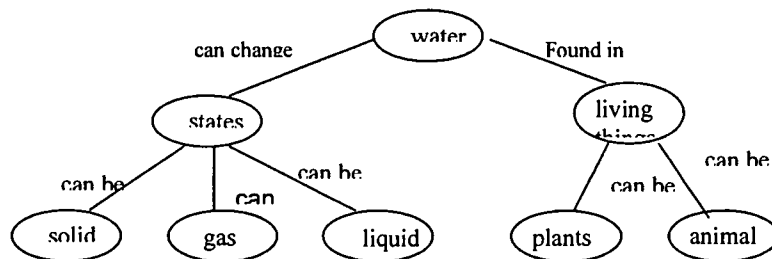 water
can change
Found in
states
living
things
can be
can
can be
can be
can be
solid
gas
liquid
plants
animal